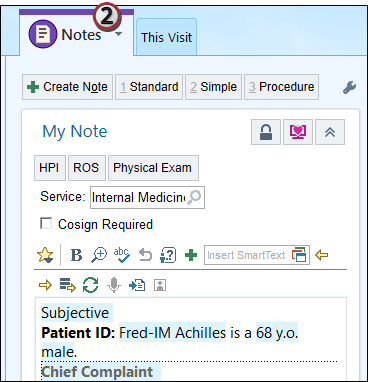 2
Notes
This Visit
Create Note
1 Standard
2 Simple
3 Procedure
My Note
HPI
ROS
Physical Exam
Service: Internal Medicin
Cosign Required
B
abc
Insert SmartText
Subjective
Patient ID: Fred-IM Achilles is a 68 y.o.
male.
Chief Complaint